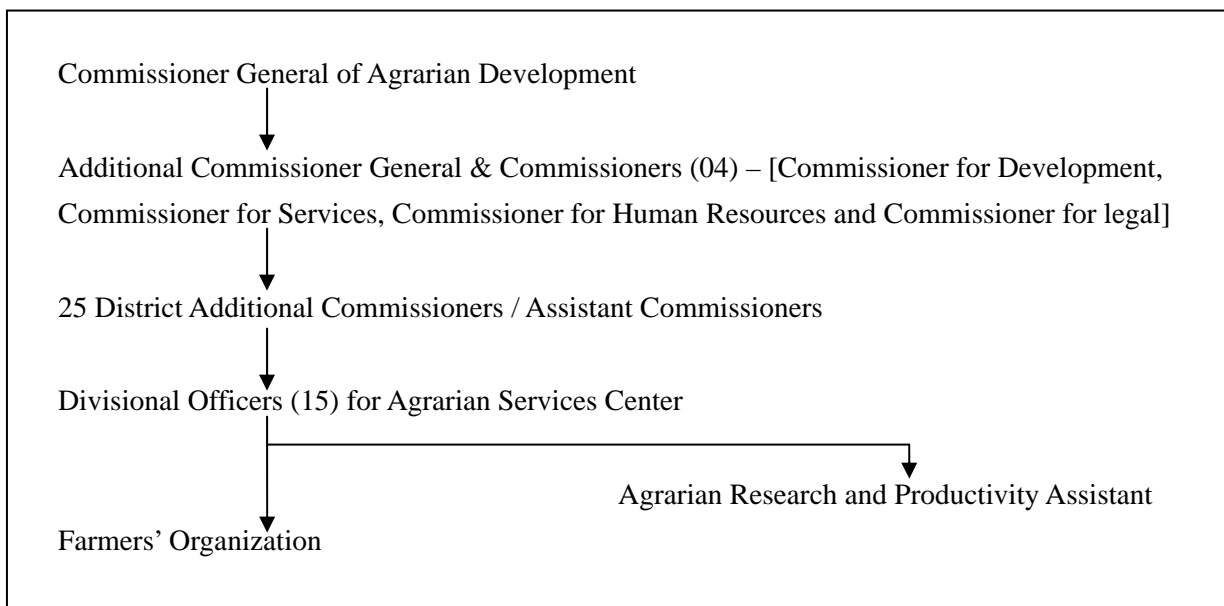 Commissioner General of Agrarian Development
Additional Commissioner General & Commissioners (04) – [Commissioner for Development,
Commissioner for Services, Commissioner for Human Resources and Commissioner for legal]
25 District Additional Commissioners / Assistant Commissioners
Divisional Officers (15) for Agrarian Services Center
Agrarian Research and Productivity Assistant
Farmers’ Organization